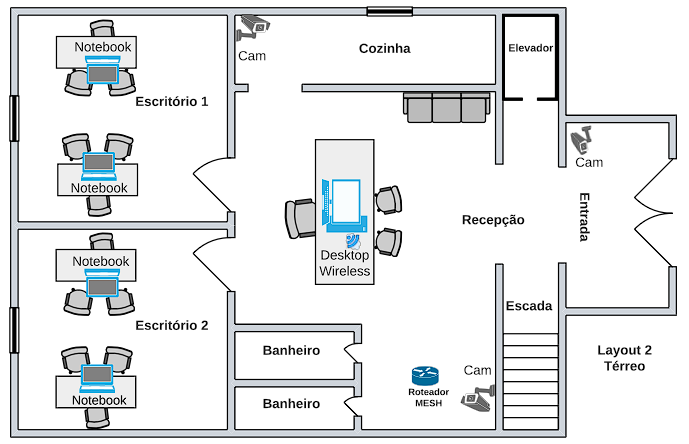 Notebook
Cam
Cozinha
Elevador
Escritório 1
Cam
Notebook
Entrada
Recepção
Desktop
Wireless
Notebook
Escada
Escritório 2
Banheiro
Layout 2
Térreo
Cam
Roteador
MESH
Notebook
Banheiro